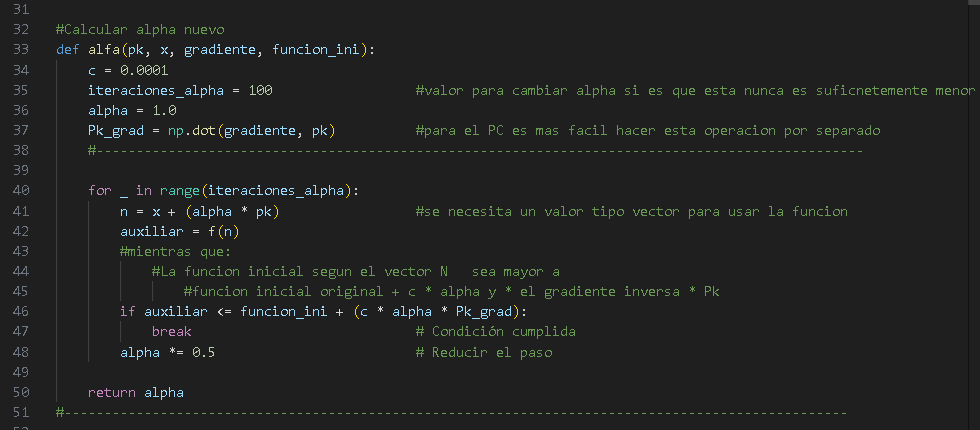 31
32 #Calcular alpha nuevo
33 def alfa(pk, x, gradiente, funcion_ini):
34 c = 0.0001
35 iteraciones_alpha = 100 #valor para cambiar alpha si es que esta nunca es suficnetemente menor
36 alpha = 1.0
37 Pk_grad = np.dot(gradiente, pk) #para el PC es mas facil hacer esta operacion por separado
38 #------------------------------------------------------------------------------------------------
39
40 for _ in range(iteraciones_alpha):
41 n = x + (alpha * pk) #se necesita un valor tipo vector para usar la funcion
42 auxiliar = f(n)
43 #mientras que:
44 #La funcion inicial segun el vector N   sea mayor a
45 #funcion inicial original + c * alpha y * el gradiente inversa * Pk
46 if auxiliar <= funcion_ini + (c * alpha * Pk_grad):
47 break # Condición cumplida
48 alpha *= 0.5 # Reducir el paso
49
50 return alpha
51 #--------------------------------------------------------------------------------------------------